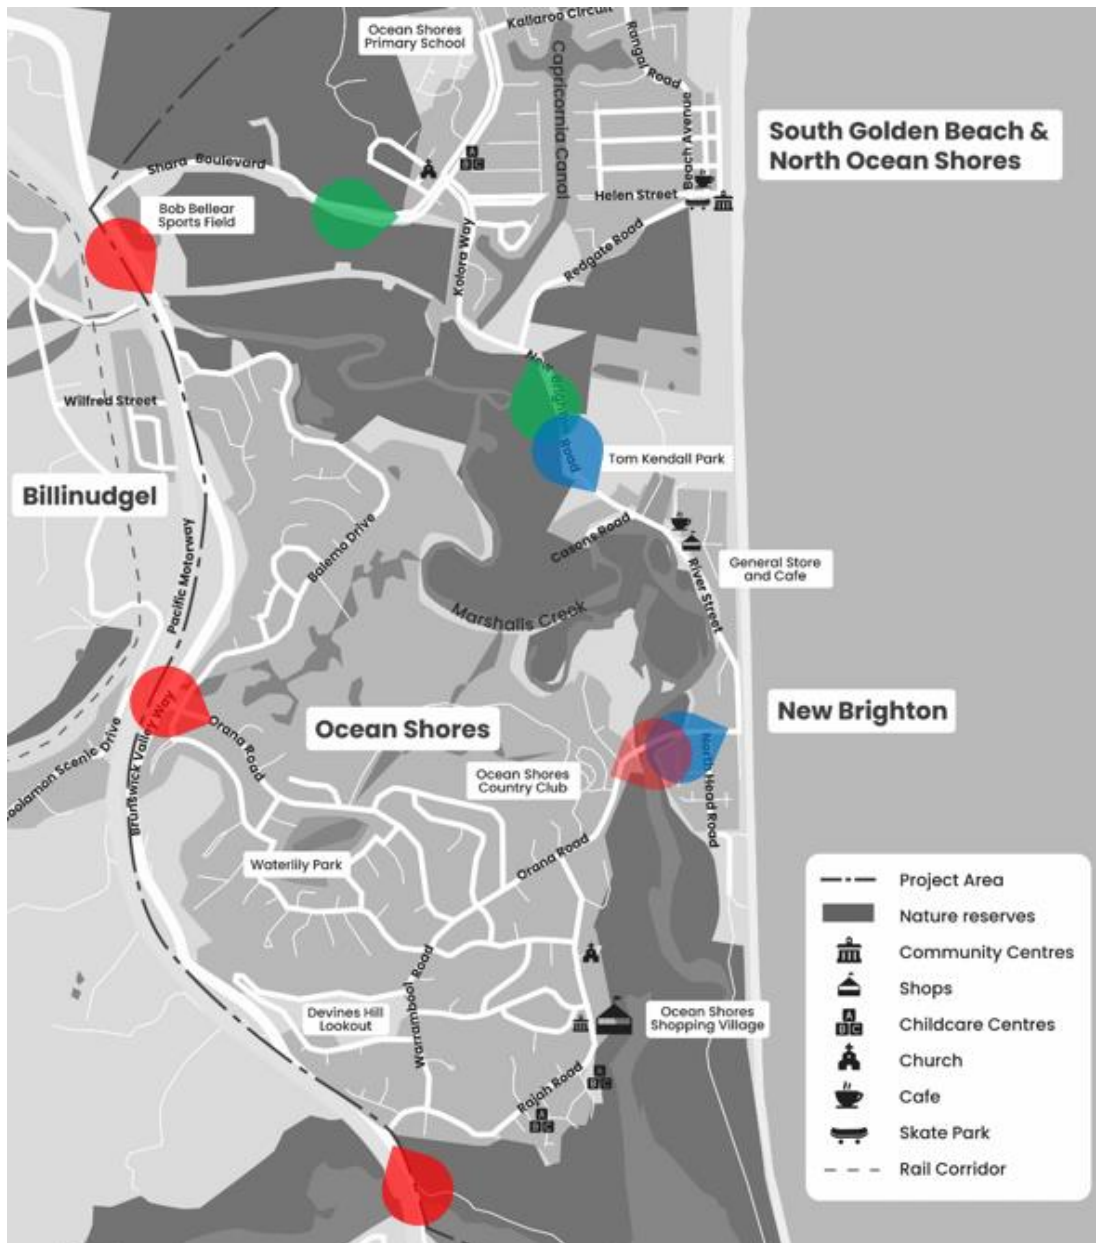 Ocean Shores
Primary School
Kallaroo Circuit
Rangal Road
Capricornia Canal
South Golden Beach &
North Ocean Shores
Beach Avenue
Shara Boulevard
Helen Street
Bob Bellear
Sports Field
Kolora Way
Redgate Road
New Brighton Road
Wilfred Street
Tom Kendall Park
Billinudgel
Casons Road
General Store
and Cafe
River Street
Balemo Drive
Pacific Motorway
Marshalls Creek
Brunswick Valley Way
Orana Road
Ocean Shores
New Brighton
Scenic Drive
Ocean Shores
Country Club
North Head Road
Orana Road
Waterlily Park
Project Area
Nature reserves
Community Centres
Shops
A
BC
Childcare Centres
Church
Cafe
Skate Park
Rail Corridor
Warrambool Road
Devines Hill
Lookout
Ocean Shores
Shopping Village
Rajah Road